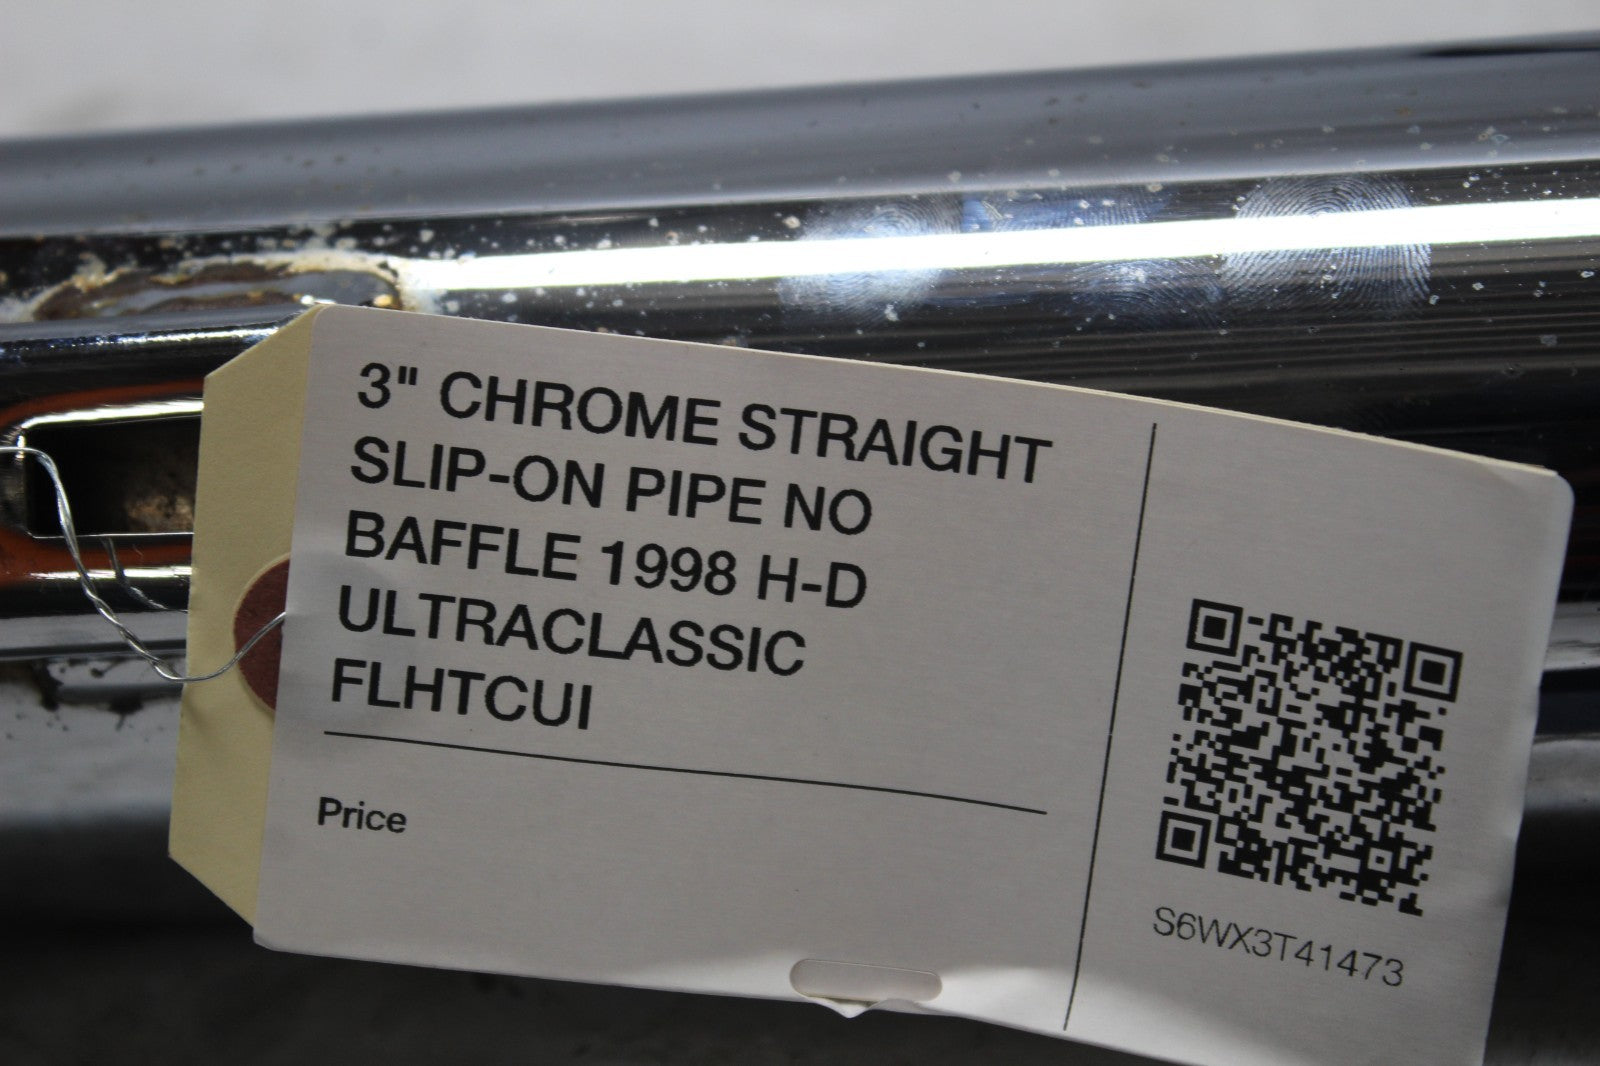 3" CHROME STRAIGHT
SLIP-ON PIPE NO
BAFFLE 1998 H-D
ULTRACLASSIC
FLHTCUI
Price
S6WX3T41473